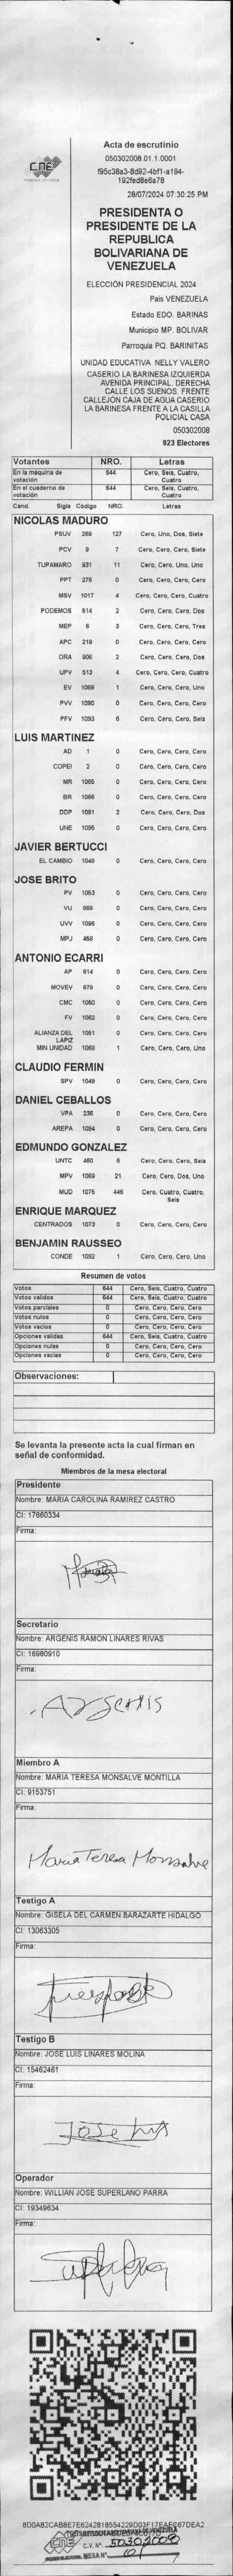 Acta de escrutinio
050302008.01.1.0001
f95c38a3-8d92-4bf1-a194-
192fed8e6a78
28/07/2024 07:30:25 PM
CNE
PRESIDENTA O
PRESIDENTE DE LA
REPUBLICA
BOLIVARIANA DE
VENEZUELA
ELECCIÓN PRESIDENCIAL 2024
País VENEZUELA
Estado EDO. BARINAS
Municipio MP. BOLIVAR
Parroquia PQ. BARINITAS
UNIDAD EDUCATIVA NELLY VALERO
CASERIO LA BARINESA IZQUIERDA
AVENIDA PRINCIPAL. DERECHA
CALLE LOS SUENOS. FRENTE
CALLEJÓN CAJA DE AGUA CASERIO
LA BARINESA FRENTE A LA CASILLA
POLICIAL CASA
050302008
923 Electores
Votantes NRO. Letras
En la máquina de votación 644 Cero, Seis, Cuatro, Cuatro
En el cuaderno de votación 644 Cero, Seis, Cuatro, Cuatro
Cand. Sigla Código NRO. Letras
NICOLAS MADURO
PSUV 269 127 Cero, Uno, Dos, Siete
PCV 9 7 Cero, Cero, Cero, Siete
TUPAMARO 931 11 Cero, Cero, Uno, Uno
PPT 276 0 Cero, Cero, Cero, Cero
MSV 1017 4 Cero, Cero, Cero, Cuatro
PODEMOS 514 2 Cero, Cero, Cero, Dos
MEP 6 3 Cero, Cero, Cero, Tres
APC 219 0 Cero, Cero, Cero, Cero
ORA 906 2 Cero, Cero, Cero, Dos
UPV 513 4 Cero, Cero, Cero, Cuatro
EV 1089 1 Cero, Cero, Cero, Uno
PVV 1090 0 Cero, Cero, Cero, Cero
PFV 1093 6 Cero, Cero, Cero, Seis
LUIS MARTINEZ
AD 1 0 Cero, Cero, Cero, Cero
COPEI 2 0 Cero, Cero, Cero, Cero
MR 1055 0 Cero, Cero, Cero, Cero
BR 1066 0 Cero, Cero, Cero, Cero
DDP 1091 2 Cero, Cero, Cero, Dos
UNE 1095 0 Cero, Cero, Cero, Cero
JAVIER BERTUCCI
EL CAMBIO 1048 0 Cero, Cero, Cero, Cero
JOSE BRITO
PV 1053 0 Cero, Cero, Cero, Cero
VU 868 0 Cero, Cero, Cero, Cero
UVV 1096 0 Cero, Cero, Cero, Cero
MPJ 458 0 Cero, Cero, Cero, Cero
ANTONIO ECARRI
AP 814 0 Cero, Cero, Cero, Cero
MOVEV 978 0 Cero, Cero, Cero, Cero
CMC 1050 0 Cero, Cero, Cero, Cero
FV 1062 0 Cero, Cero, Cero, Cero
ALIANZA DEL LAPIZ 1051 0 Cero, Cero, Cero, Cero
MIN UNIDAD 1068 1 Cero, Cero, Cero, Uno
CLAUDIO FERMIN
SPV 1049 0 Cero, Cero, Cero, Cero
DANIEL CEBALLOS
VPA 236 0 Cero, Cero, Cero, Cero
AREPA 1094 0 Cero, Cero, Cero, Cero
EDMUNDO GONZALEZ
UNTC 460 6 Cero, Cero, Cero, Seis
MPV 1069 21 Cero, Cero, Dos, Uno
MUD 1075 446 Cero, Cuatro, Cuatro, Seis
ENRIQUE MARQUEZ
CENTRADOS 1073 0 Cero, Cero, Cero, Cero
BENJAMIN RAUSSEO
CONDE 1092 1 Cero, Cero, Cero, Uno
Resumen de votos
Votos 644 Cero, Seis, Cuatro, Cuatro
Votos validos 644 Cero, Seis, Cuatro, Cuatro
Votos parciales 0 Cero, Cero, Cero, Cero
Votos nulos 0 Cero, Cero, Cero, Cero
Votos vacios 0 Cero, Cero, Cero, Cero
Opciones validas 644 Cero, Seis, Cuatro, Cuatro
Opciones nulas 0 Cero, Cero, Cero, Cero
Opciones vacias 0 Cero, Cero, Cero, Cero
Observaciones:
Se levanta la presente acta la cual firman en
señal de conformidad.
Miembros de la mesa electoral
Presidente
Nombre: MARIA CAROLINA RAMIREZ CASTRO
CI: 17660334
Firma:
Secretario
Nombre: ARGENIS RAMON LINARES RIVAS
CI: 16980910
Firma:
Argenis
Miembro A
Nombre: MARIA TERESA MONSALVE MONTILLA
CI: 9153751
Firma:
Maria Teresa Monsalve
Testigo A
Nombre: GISELA DEL CARMEN BARAZARTE HIDALGO
CI: 13063305
Firma:
Testigo B
Nombre: JOSE LUIS LINARES MOLINA
CI: 15462461
Firma:
Jose Luis
Operador
Nombre: WILLIAN JOSE SUPERLANO PARRA
CI: 19349634
Firma:
CNE
C.V. N°. 50302008
MESA N° 01